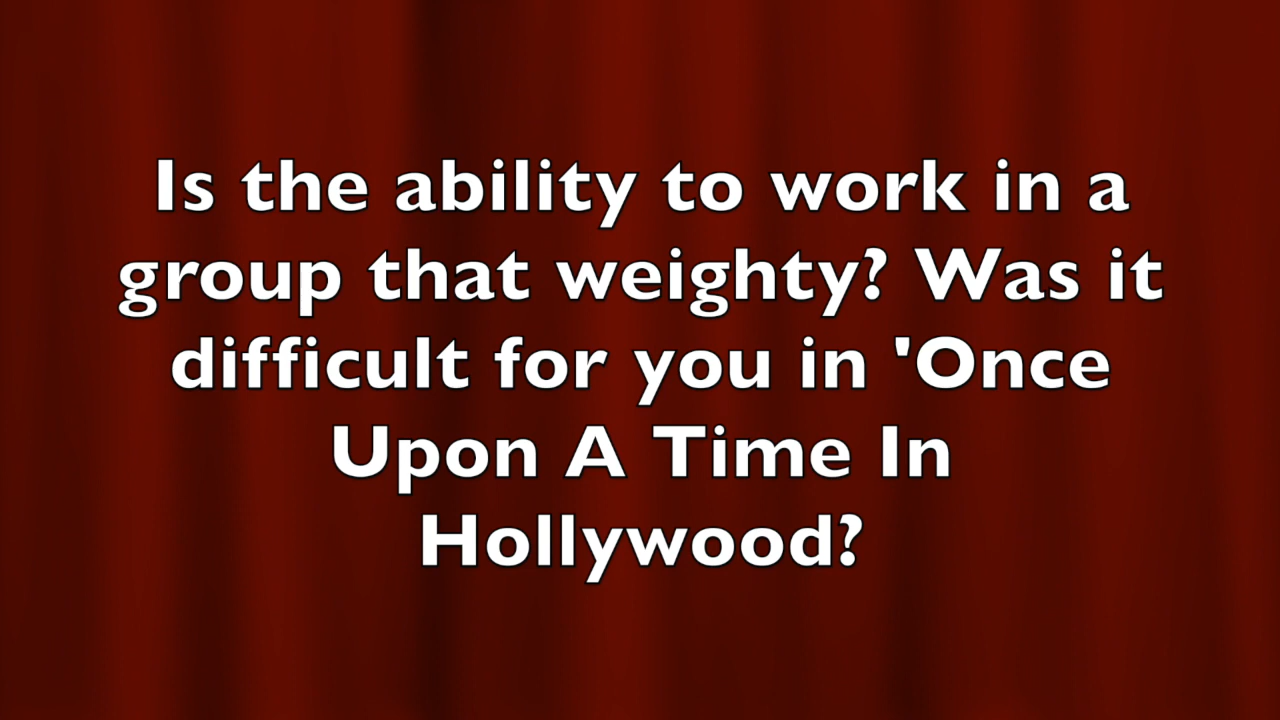 Is the ability to work in a
group that weighty? Was it
difficult for you in 'Once
Upon A Time In
Hollywood?